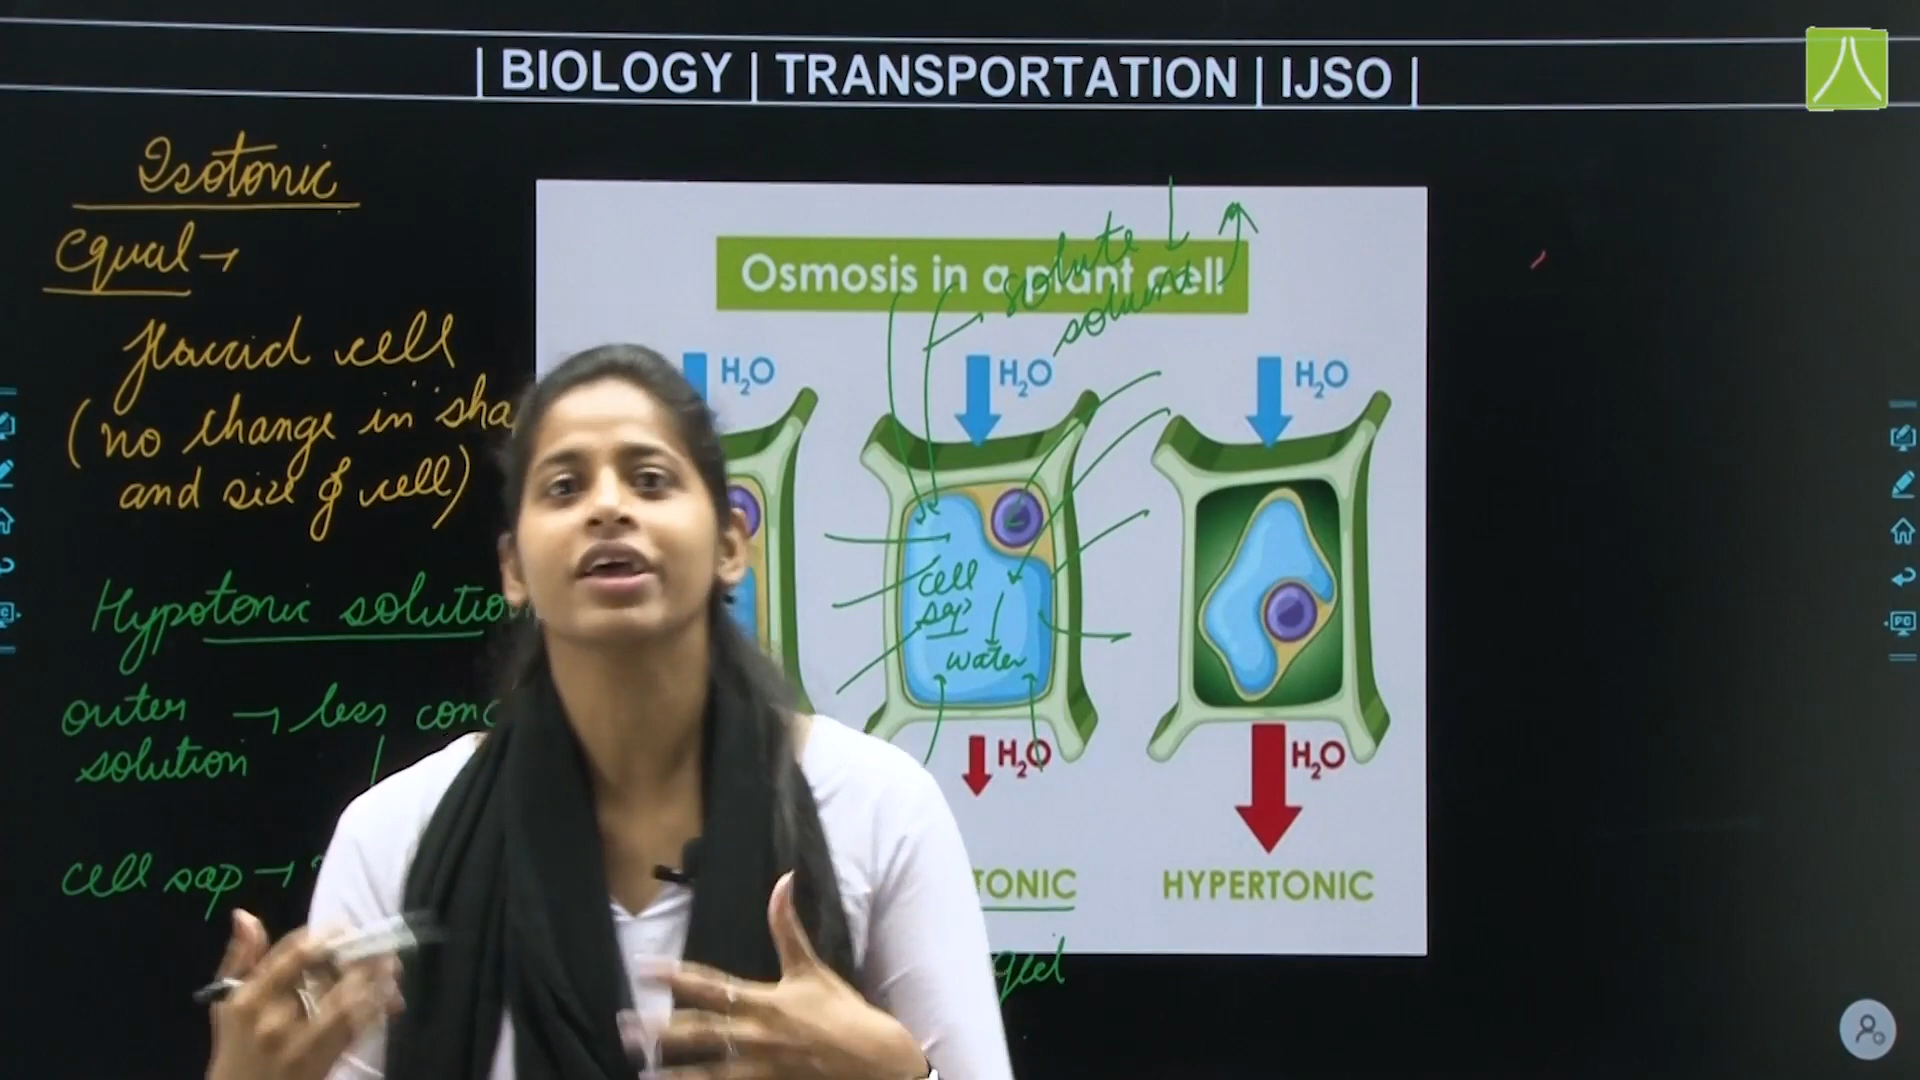 | BIOLOGY | TRANSPORTATION | IJSO |
Isotonic
Equal →
flaccid cell
(no change in sha
and size of cell)
Hypotonic solutio
outer → less conc
solution
cell sap →
Osmosis in a plant cell
solute ↓
solvent ↑
H₂O
H₂O
H₂O
cell
sap
↓
water
H₂O
H₂O
TONIC
HYPERTONIC
PC